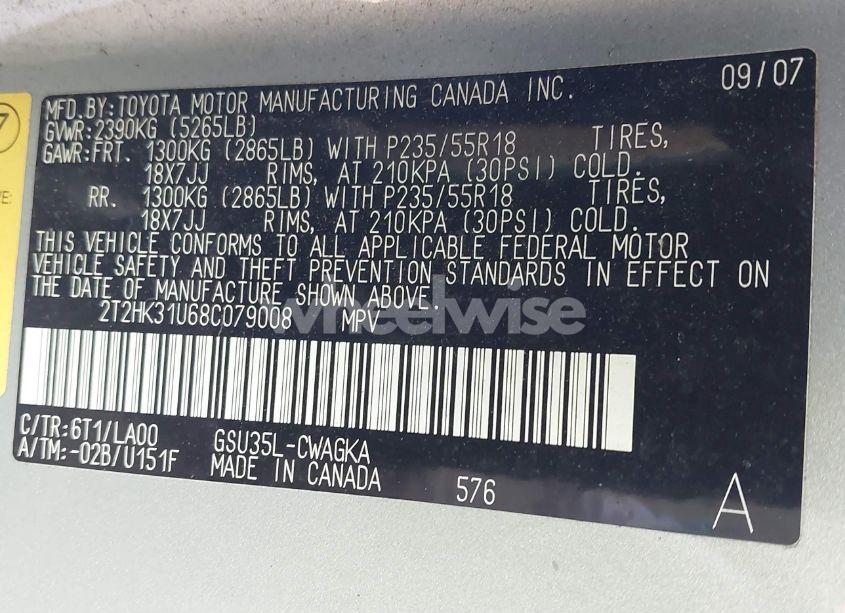 09/07
MFD.BY:TOYOTA MOTOR MANUFACTURING CANADA INC.
GVWR:2390KG (5265LB)
GAWR:FRT. 1300KG (2865LB) WITH P235/55R18 TIRES,
18X7JJ RIMS, AT 210KPA (30PSI) COLD.
RR. 1300KG (2865LB) WITH P235/55R18 TIRES,
18X7JJ RIMS, AT 210KPA (30PSI) COLD.
THIS VEHICLE CONFORMS TO ALL APPLICABLE FEDERAL MOTOR
VEHICLE SAFETY AND THEFT PREVENTION STANDARDS IN EFFECT ON
THE DATE OF MANUFACTURE SHOWN ABOVE.
2T2HK31U68C079008 MPV
wheelwise
C/TR:6T1/LA00 GSU35L-CWAGKA
A/TM:-02B/U151F MADE IN CANADA
576
A
7